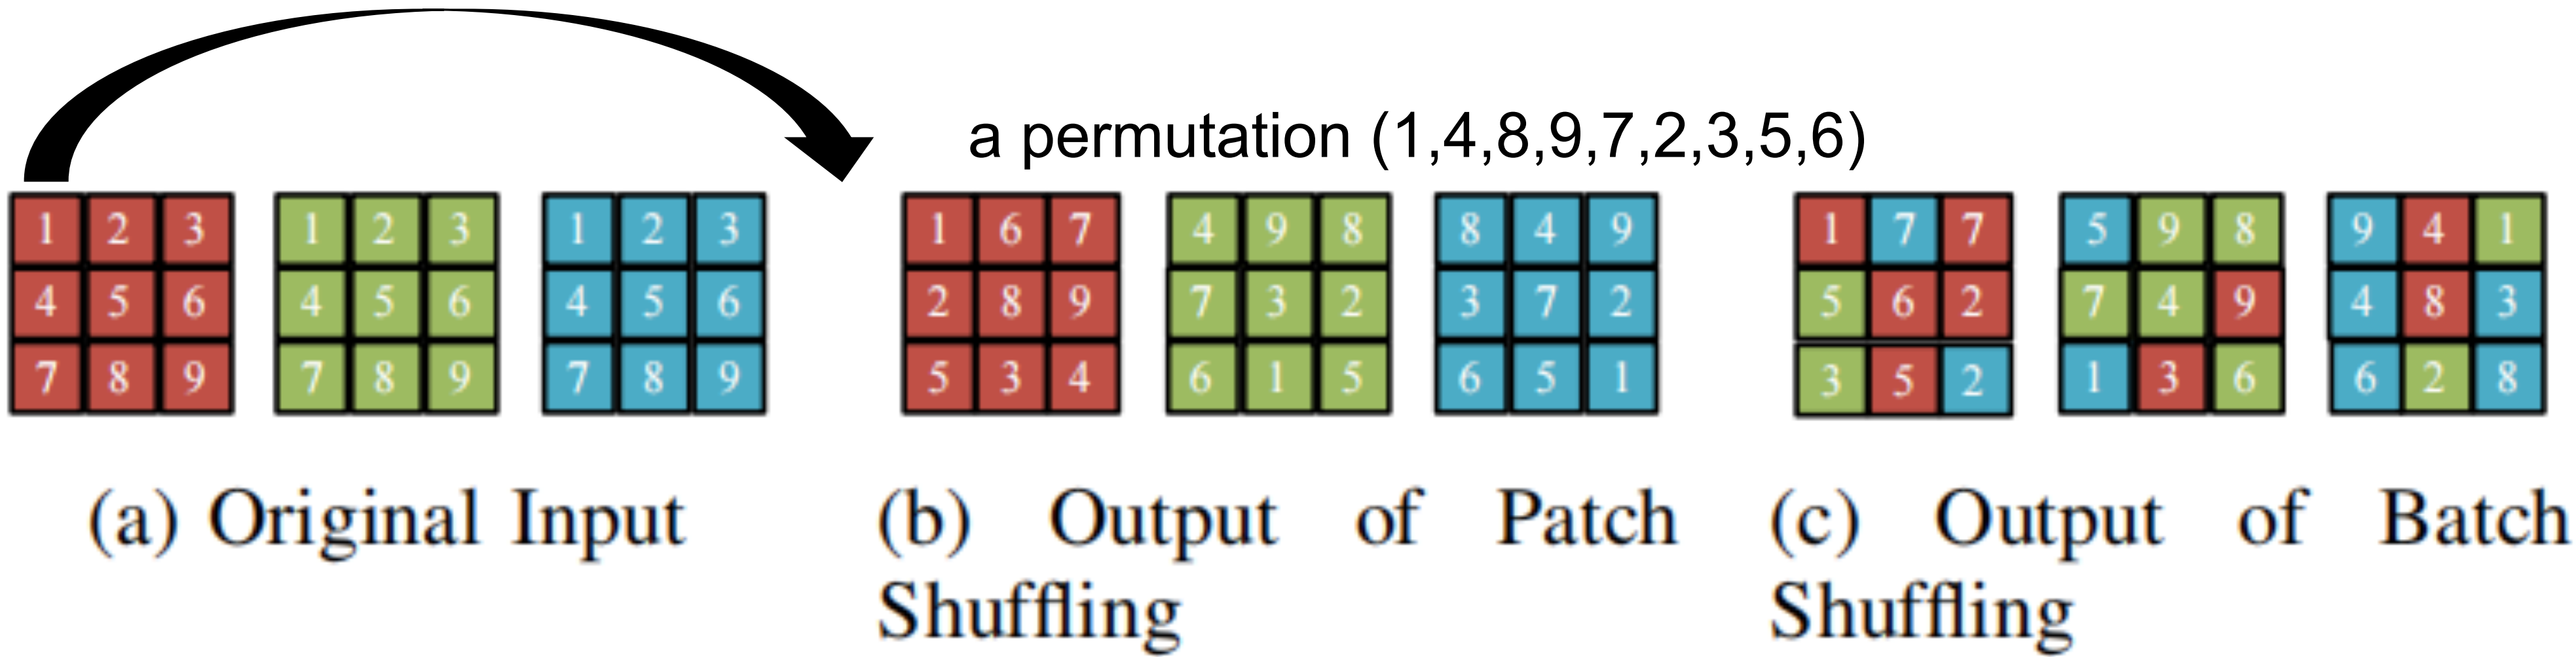 a permutation (1,4,8,9,7,2,3,5,6)
1 2 3
4 5 6
7 8 9
1 2 3
4 5 6
7 8 9
1 2 3
4 5 6
7 8 9
(a) Original Input
1 6 7
2 8 9
5 3 4
4 9 8
7 3 2
6 1 5
8 4 9
3 7 2
6 5 1
(b) Output of Patch
Shuffling
1 7 7
5 6 2
3 5 2
5 9 8
7 4 9
1 3 6
9 4 1
4 8 3
6 2 8
(c) Output of Batch
Shuffling